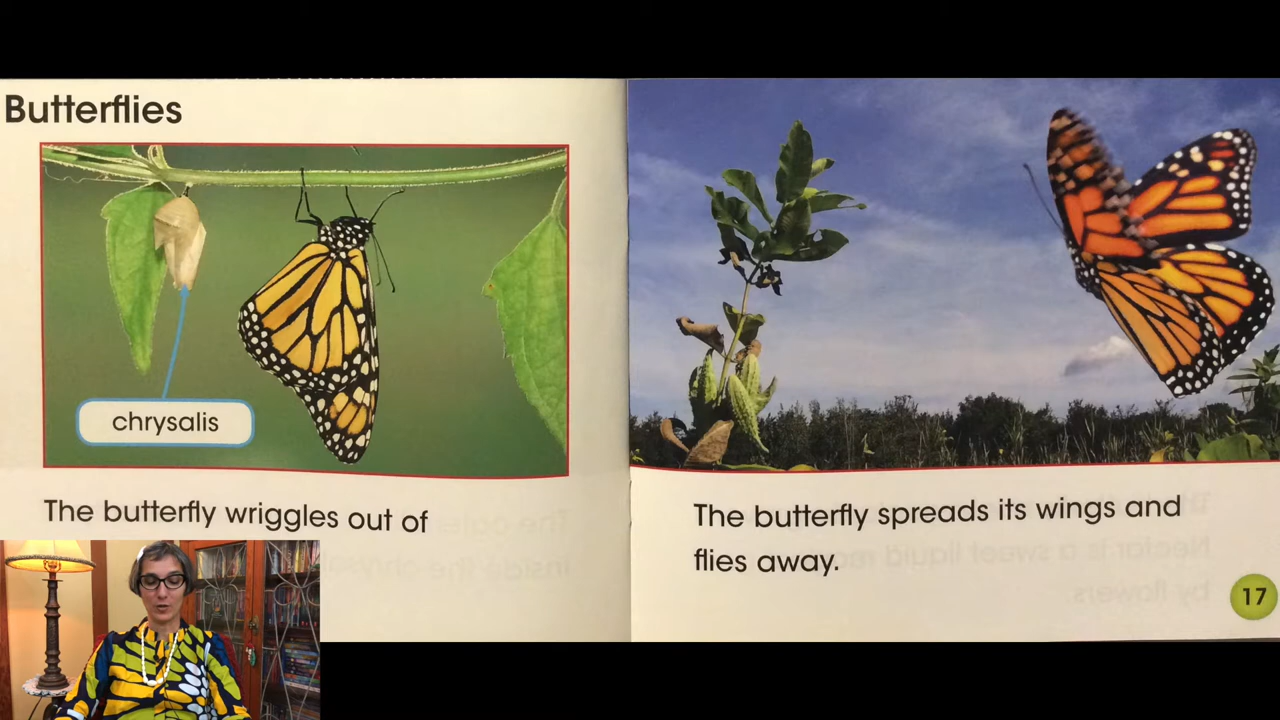 Butterflies
chrysalis
The butterfly wriggles out of
The butterfly spreads its wings and
flies away.
17